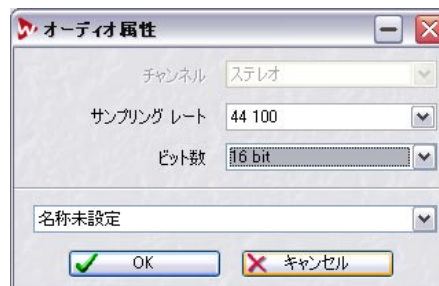 オーディオ属性
チャンネル ステレオ
サンプリング レート 44 100
ビット数 16 bit
名称未設定
OK キャンセル